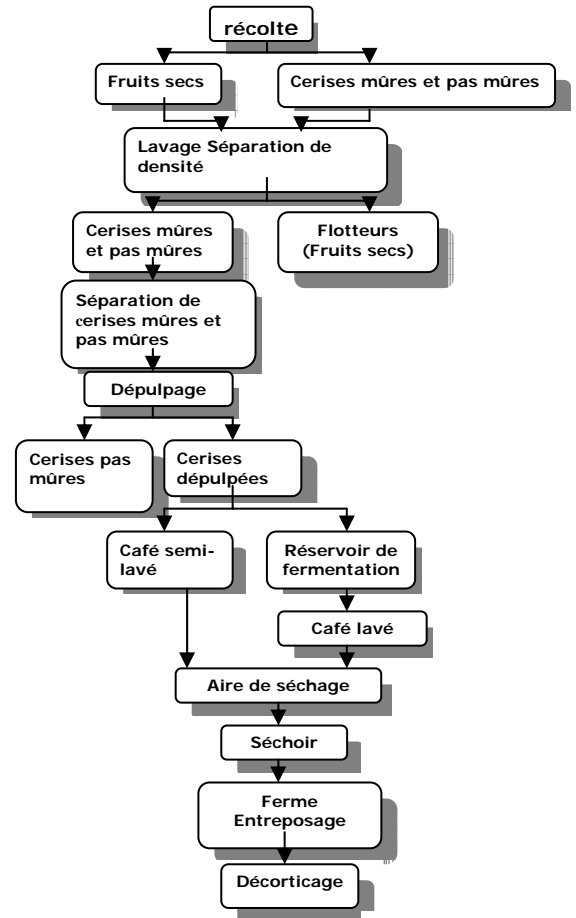 récolte
Fruits secs
Cerises mûres et pas mûres
Lavage Séparation de
densité
Cerises mûres
et pas mûres
Flotteurs
(Fruits secs)
Séparation de
cerises mûres et
pas mûres
Dépulpage
Cerises pas
mûres
Cerises
dépulpées
Café semi-
lavé
Réservoir de
fermentation
Café lavé
Aire de séchage
Séchoir
Ferme
Entreposage
Décorticage